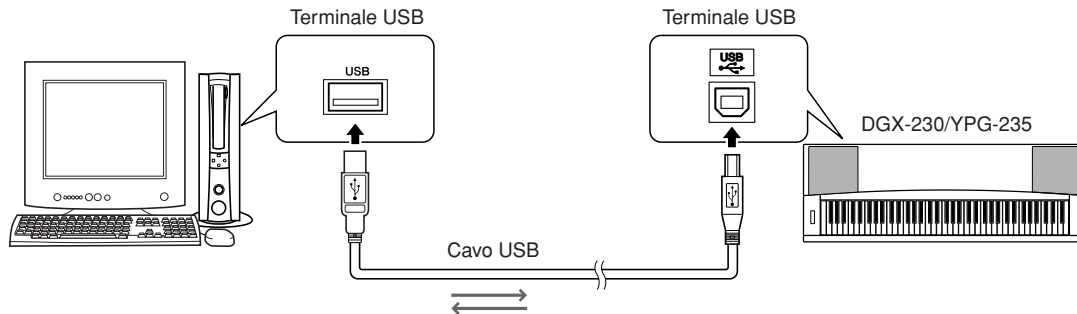 Terminale USB
Terminale USB
USB
USB
DGX-230/YPG-235
Cavo USB